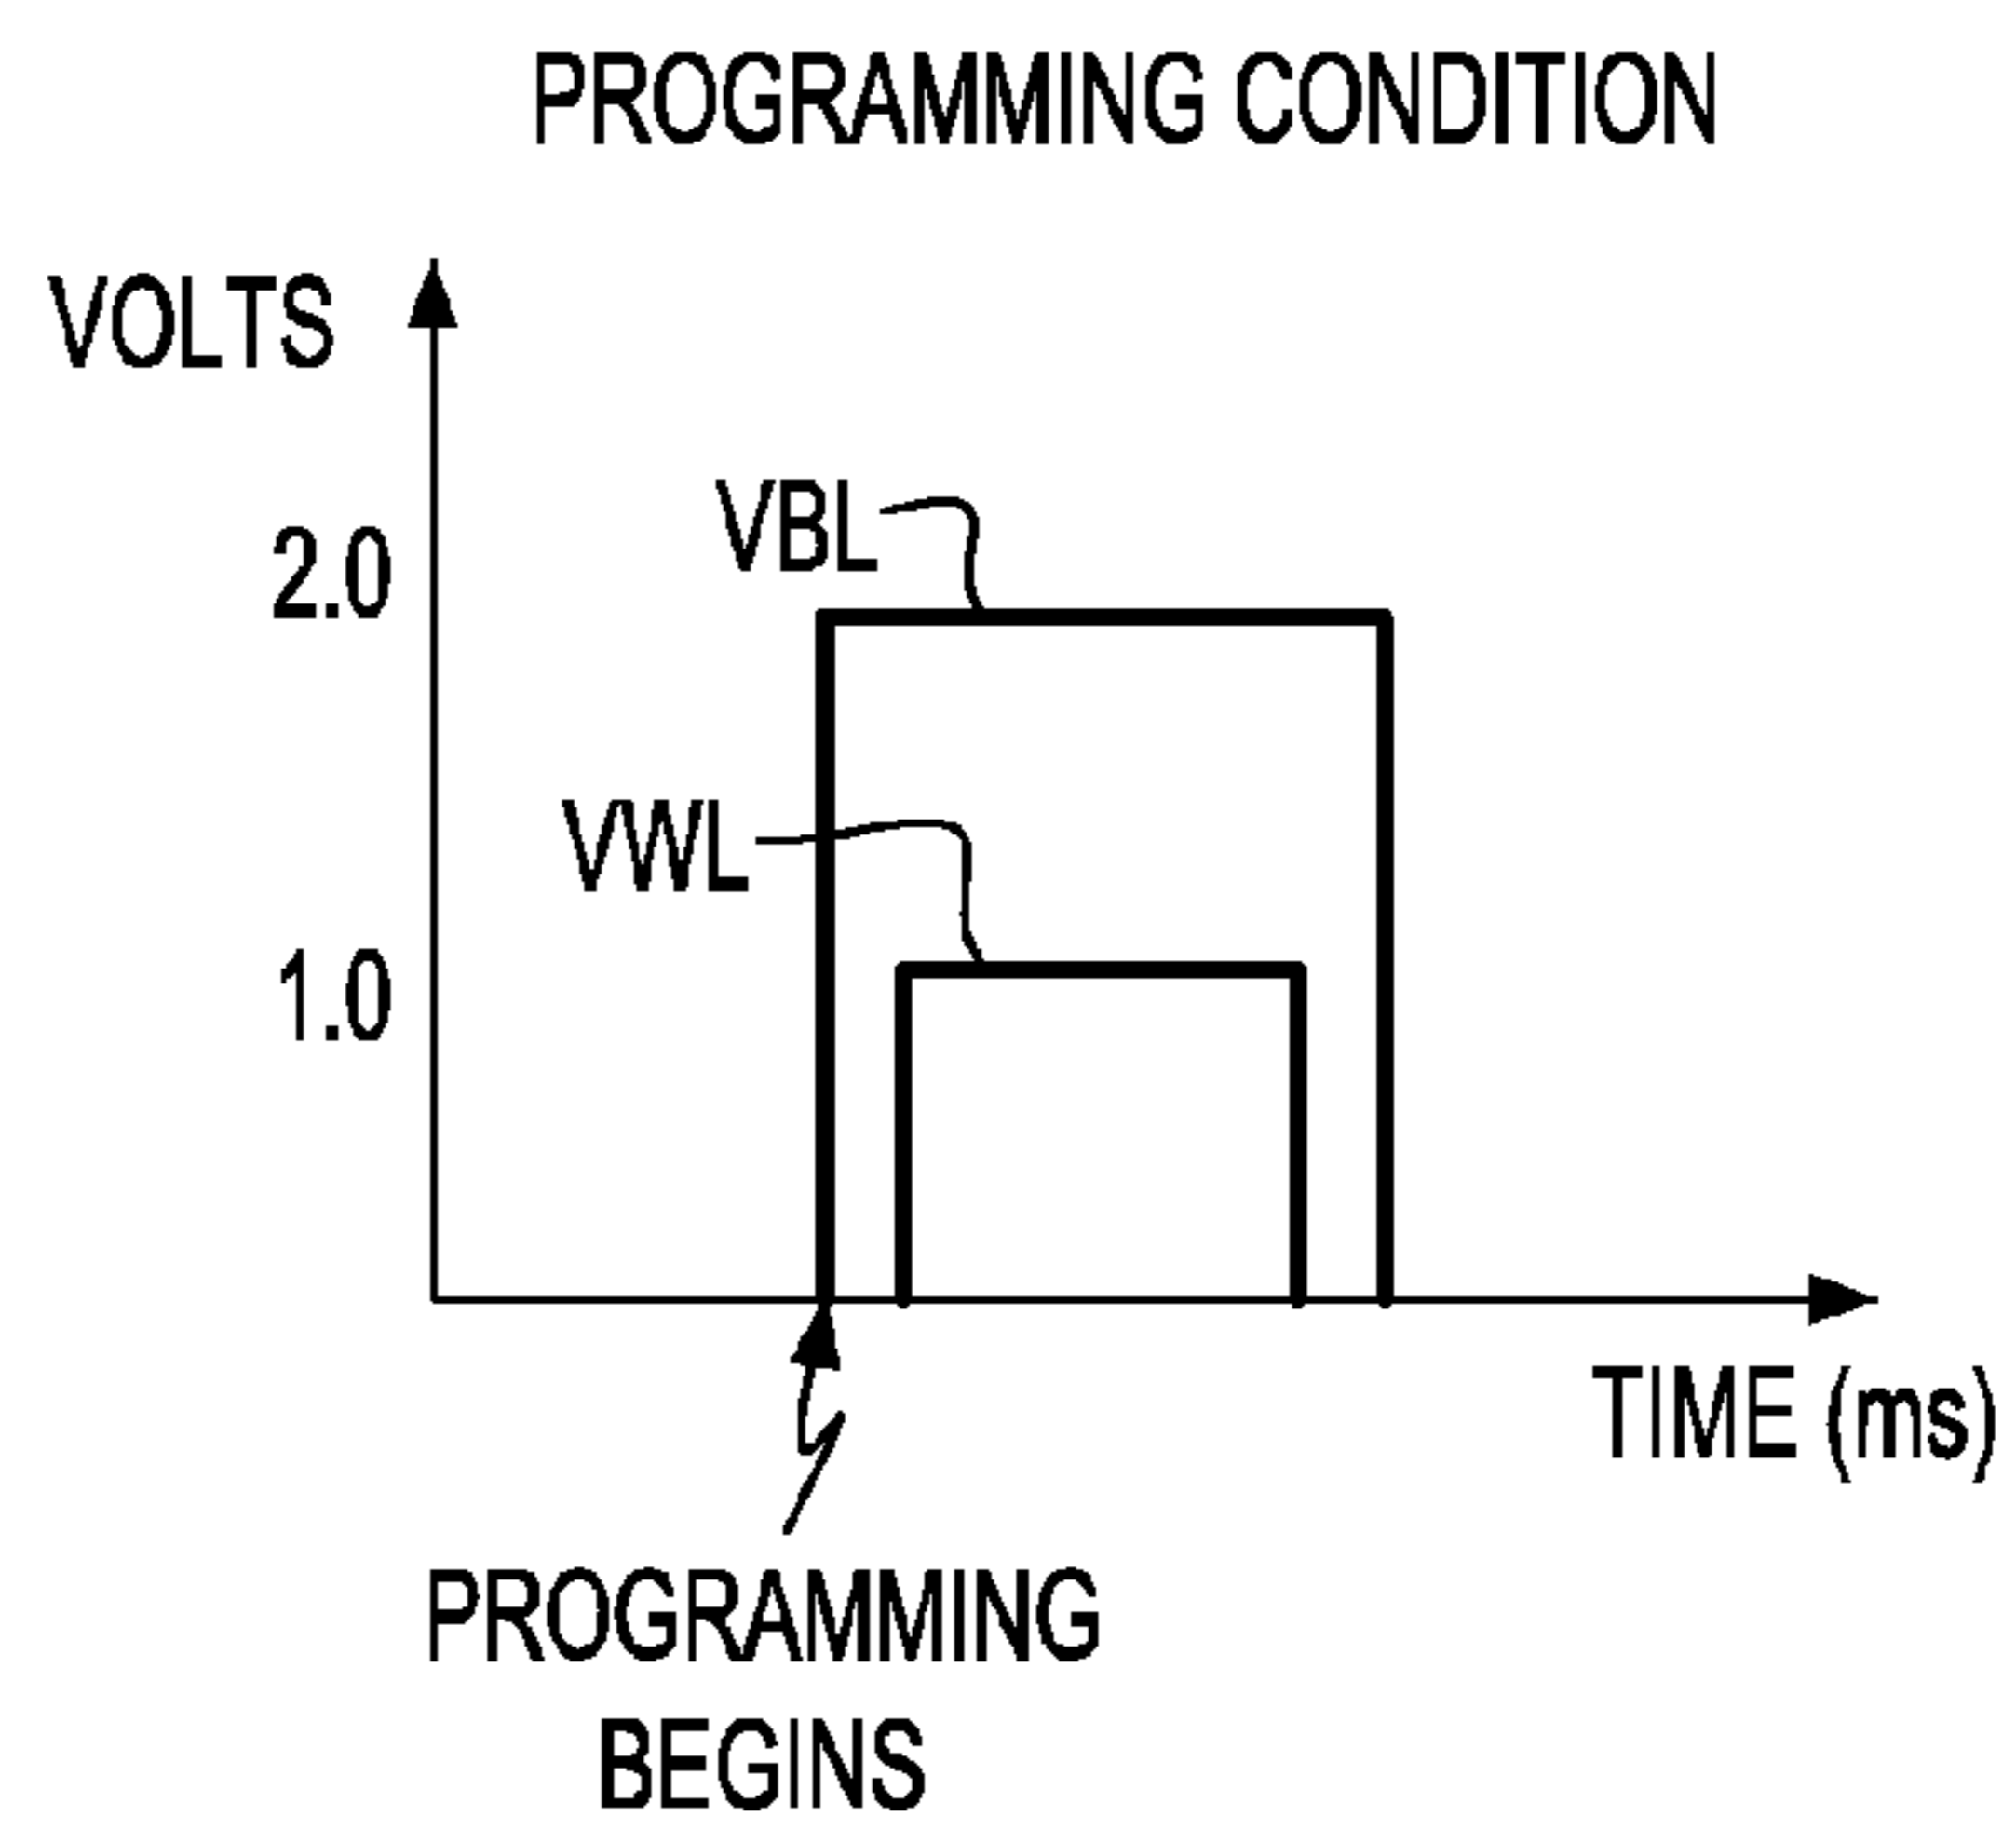 PROGRAMMING CONDITION
VOLTS
VBL
2.0
VWL
1.0
TIME (ms)
PROGRAMMING
BEGINS